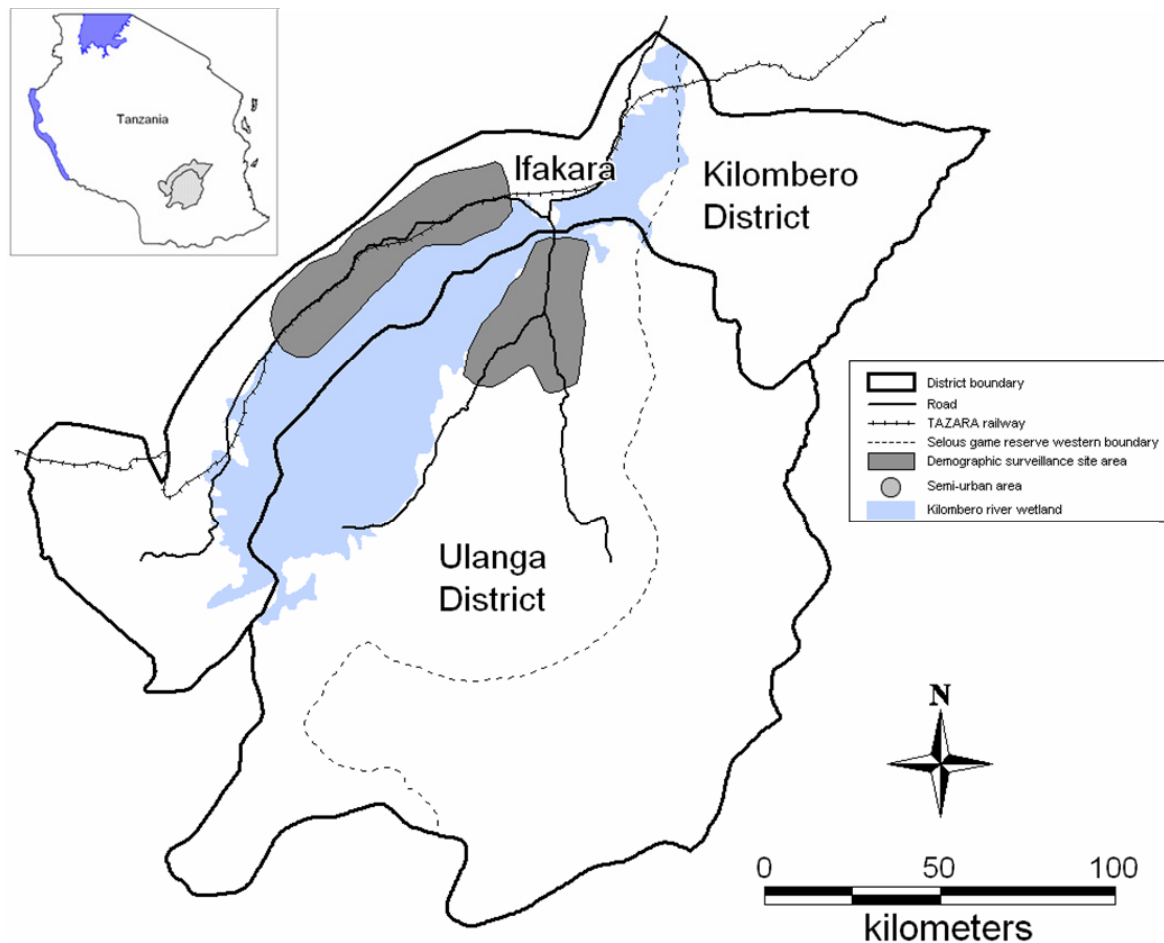 Tanzania
Ifakara
Kilombero
District
Ulanga
District
District boundary
Road
TAZARA railway
Selous game reserve western boundary
Demographic surveillance site area
Semi-urban area
Kilombero river wetland
N
0 50 100
kilometers